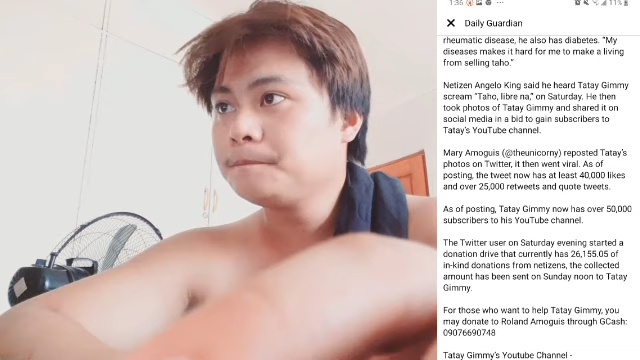 1:36
11%
Daily Guardian
rheumatic disease, he also has diabetes. "My
diseases makes it hard for me to make a living
from selling taho."
Netizen Angelo King said he heard Tatay Gimmy
scream "Taho, libre na," on Saturday. He then
took photos of Tatay Gimmy and shared it on
social media in a bid to gain subscribers to
Tatay's YouTube channel.
Mary Amoguis (@theunicorny) reposted Tatay's
photos on Twitter, it then went viral. As of
posting, the tweet now has at least 40,000 likes
and over 25,000 retweets and quote tweets.
As of posting, Tatay Gimmy now has over 50,000
subscribers to his YouTube channel.
The Twitter user on Saturday evening started a
donation drive that currently has 26,155.05 of
in-kind donations from netizens, the collected
amount has been sent on Sunday noon to Tatay
Gimmy.
For those who want to help Tatay Gimmy, you
may donate to Roland Amoguis through GCash:
09076690748
Tatay Gimmy's Youtube Channel -